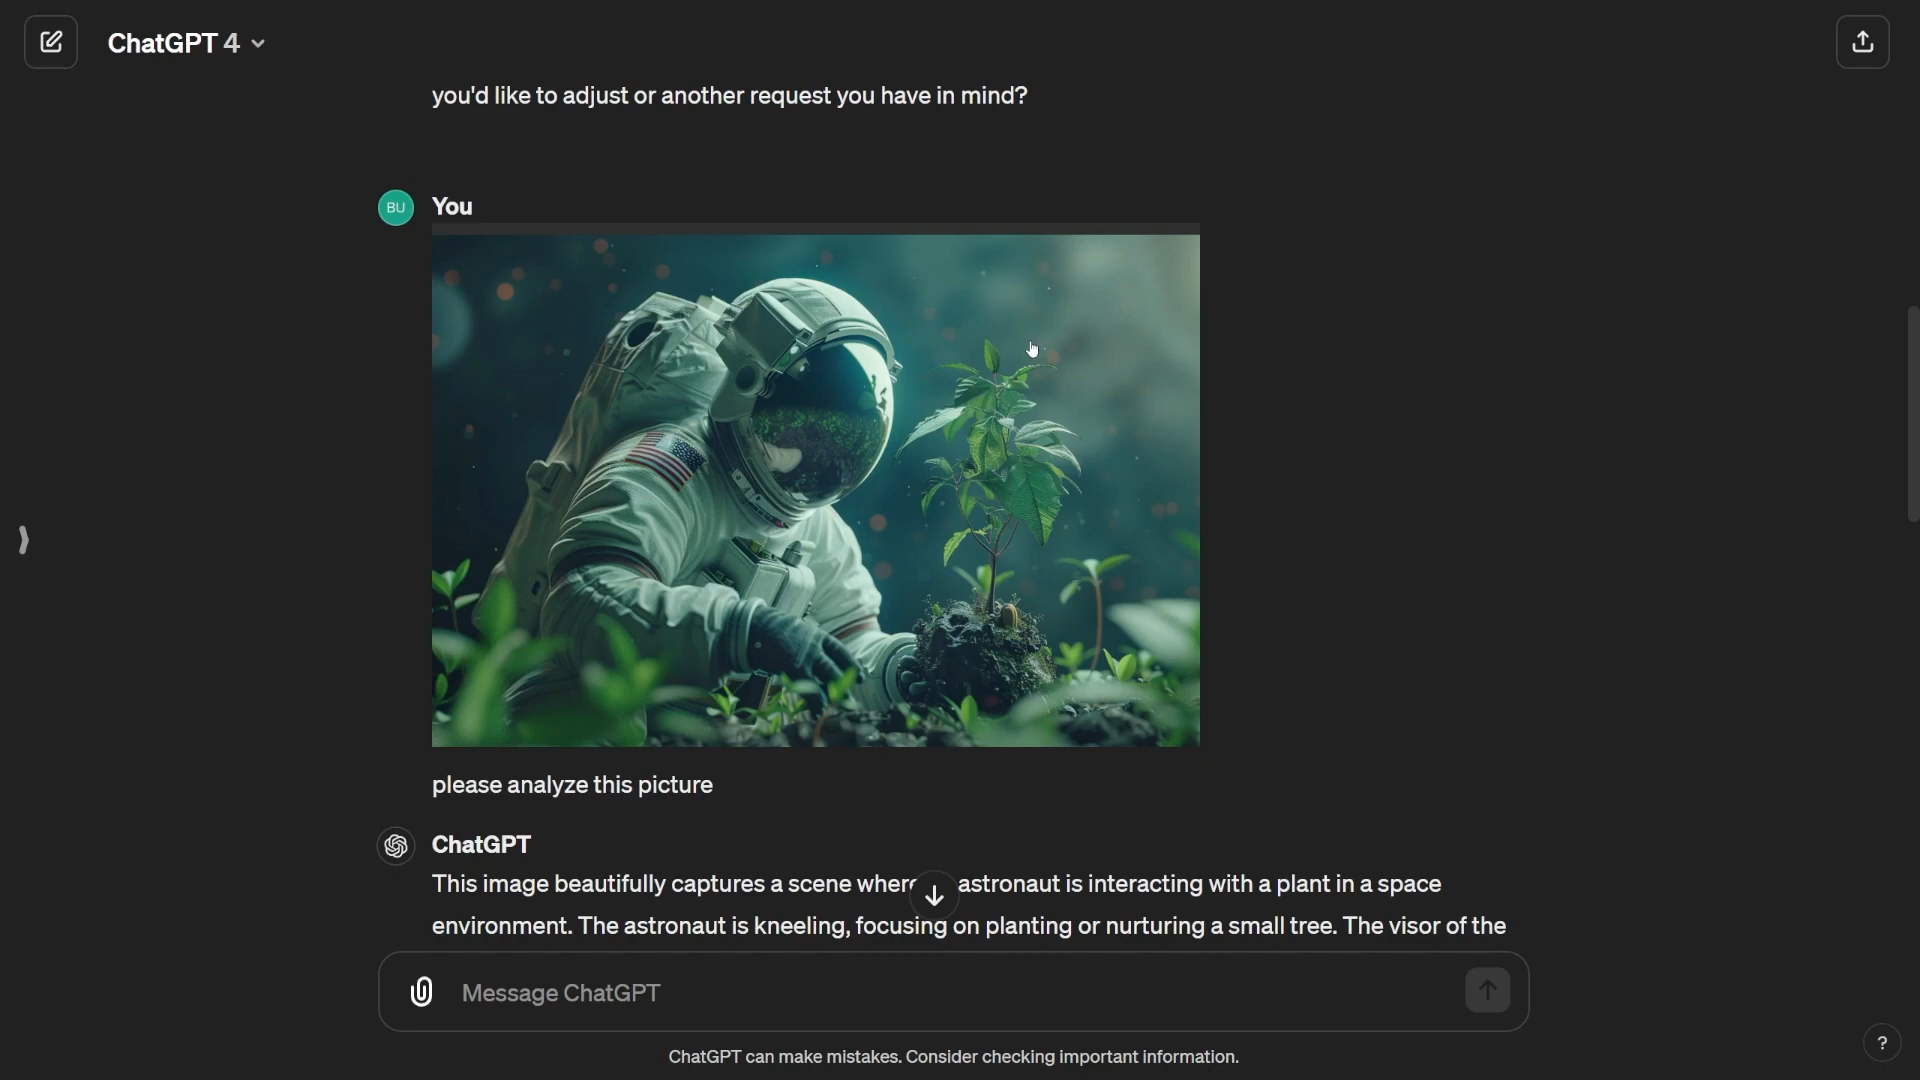 ChatGPT 4
you'd like to adjust or another request you have in mind?
BU
You
please analyze this picture
ChatGPT
This image beautifully captures a scene where astronaut is interacting with a plant in a space
environment. The astronaut is kneeling, focusing on planting or nurturing a small tree. The visor of the
Message ChatGPT
ChatGPT can make mistakes. Consider checking important information.
?